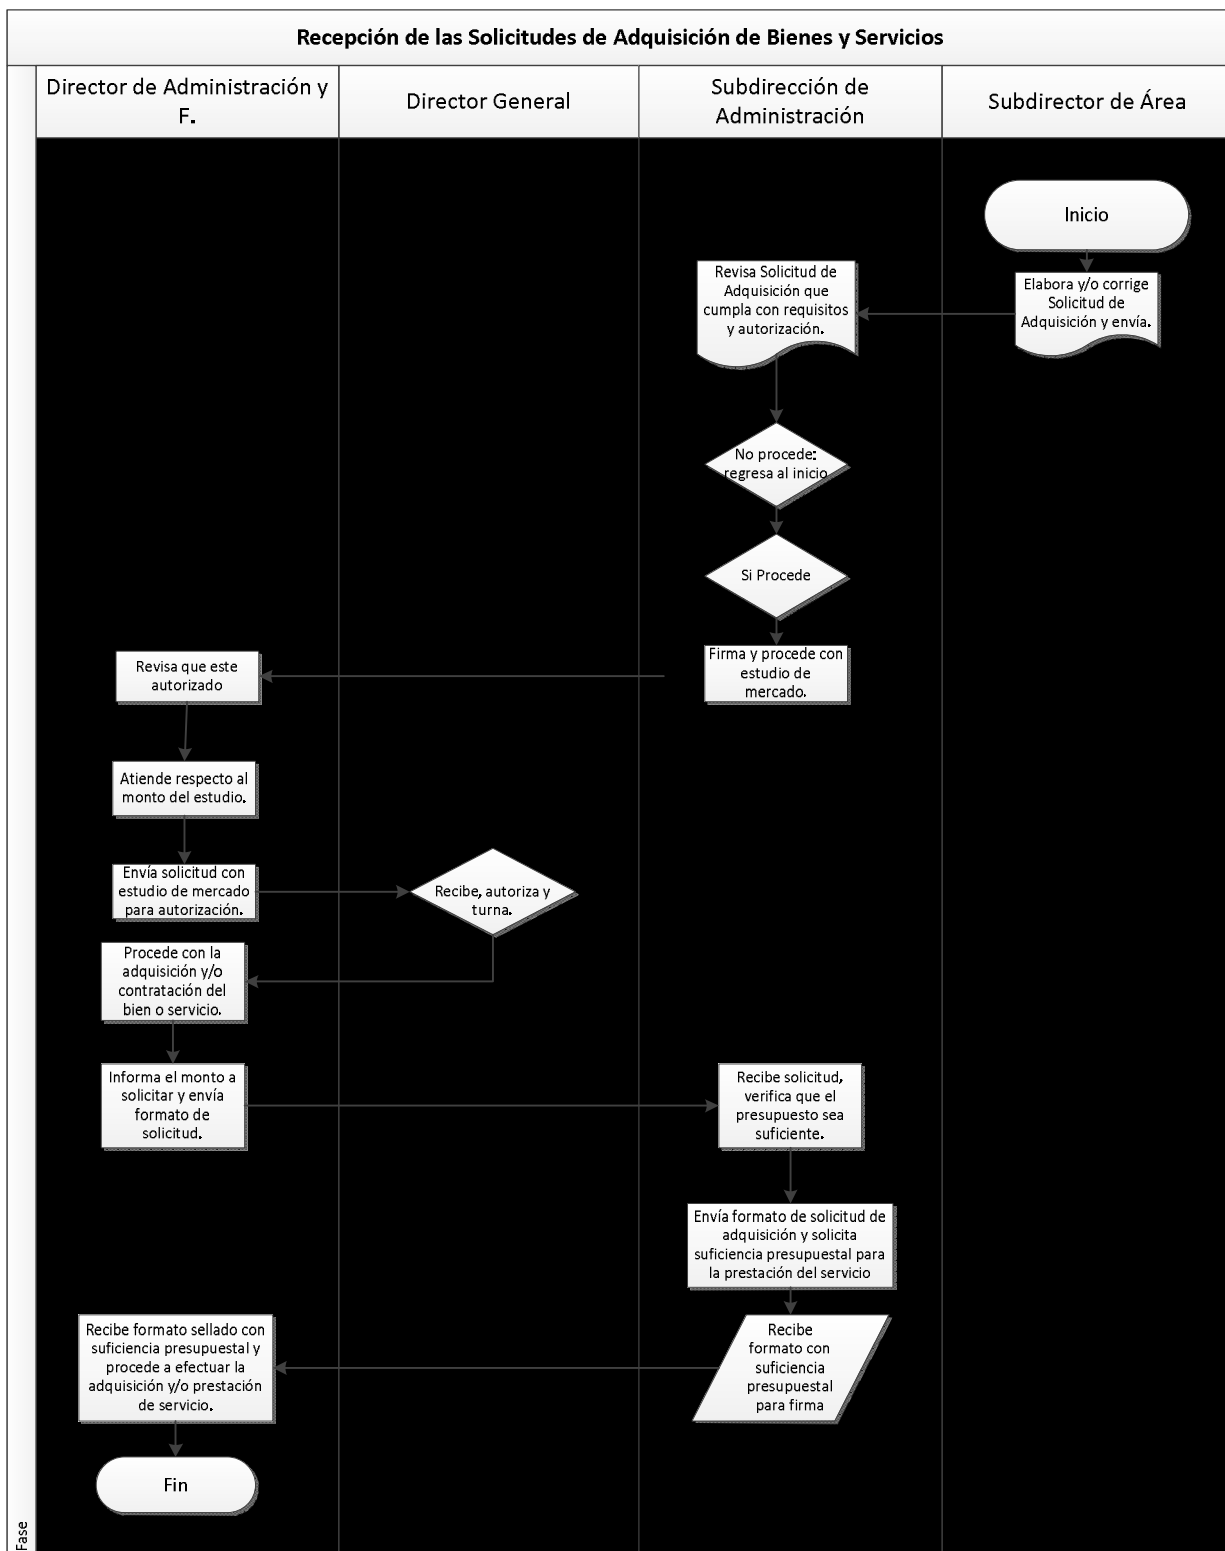 Recepción de las Solicitudes de Adquisición de Bienes y Servicios
Director de Administración y
F.
Director General
Subdirección de
Administración
Subdirector de Área
Inicio
Elabora y/o corrige
Solicitud de
Adquisición y envía.
Revisa Solicitud de
Adquisición que
cumpla con requisitos
y autorización.
No procede:
regresa al inicio
Si Procede
Firma y procede con
estudio de
mercado.
Revisa que este
autorizado
Atiende respecto al
monto del estudio.
Envía solicitud con
estudio de mercado
para autorización.
Recibe, autoriza y
turna.
Procede con la
adquisición y/o
contratación del
bien o servicio.
Informa el monto a
solicitar y envía
formato de
solicitud.
Recibe solicitud,
verifica que el
presupuesto sea
suficiente.
Envía formato de solicitud de
adquisición y solicita
suficiencia presupuestal para
la prestación del servicio
Recibe
formato con
suficiencia
presupuestal
para firma
Recibe formato sellado con
suficiencia presupuestal y
procede a efectuar la
adquisición y/o prestación
de servicio.
Fin
Fase